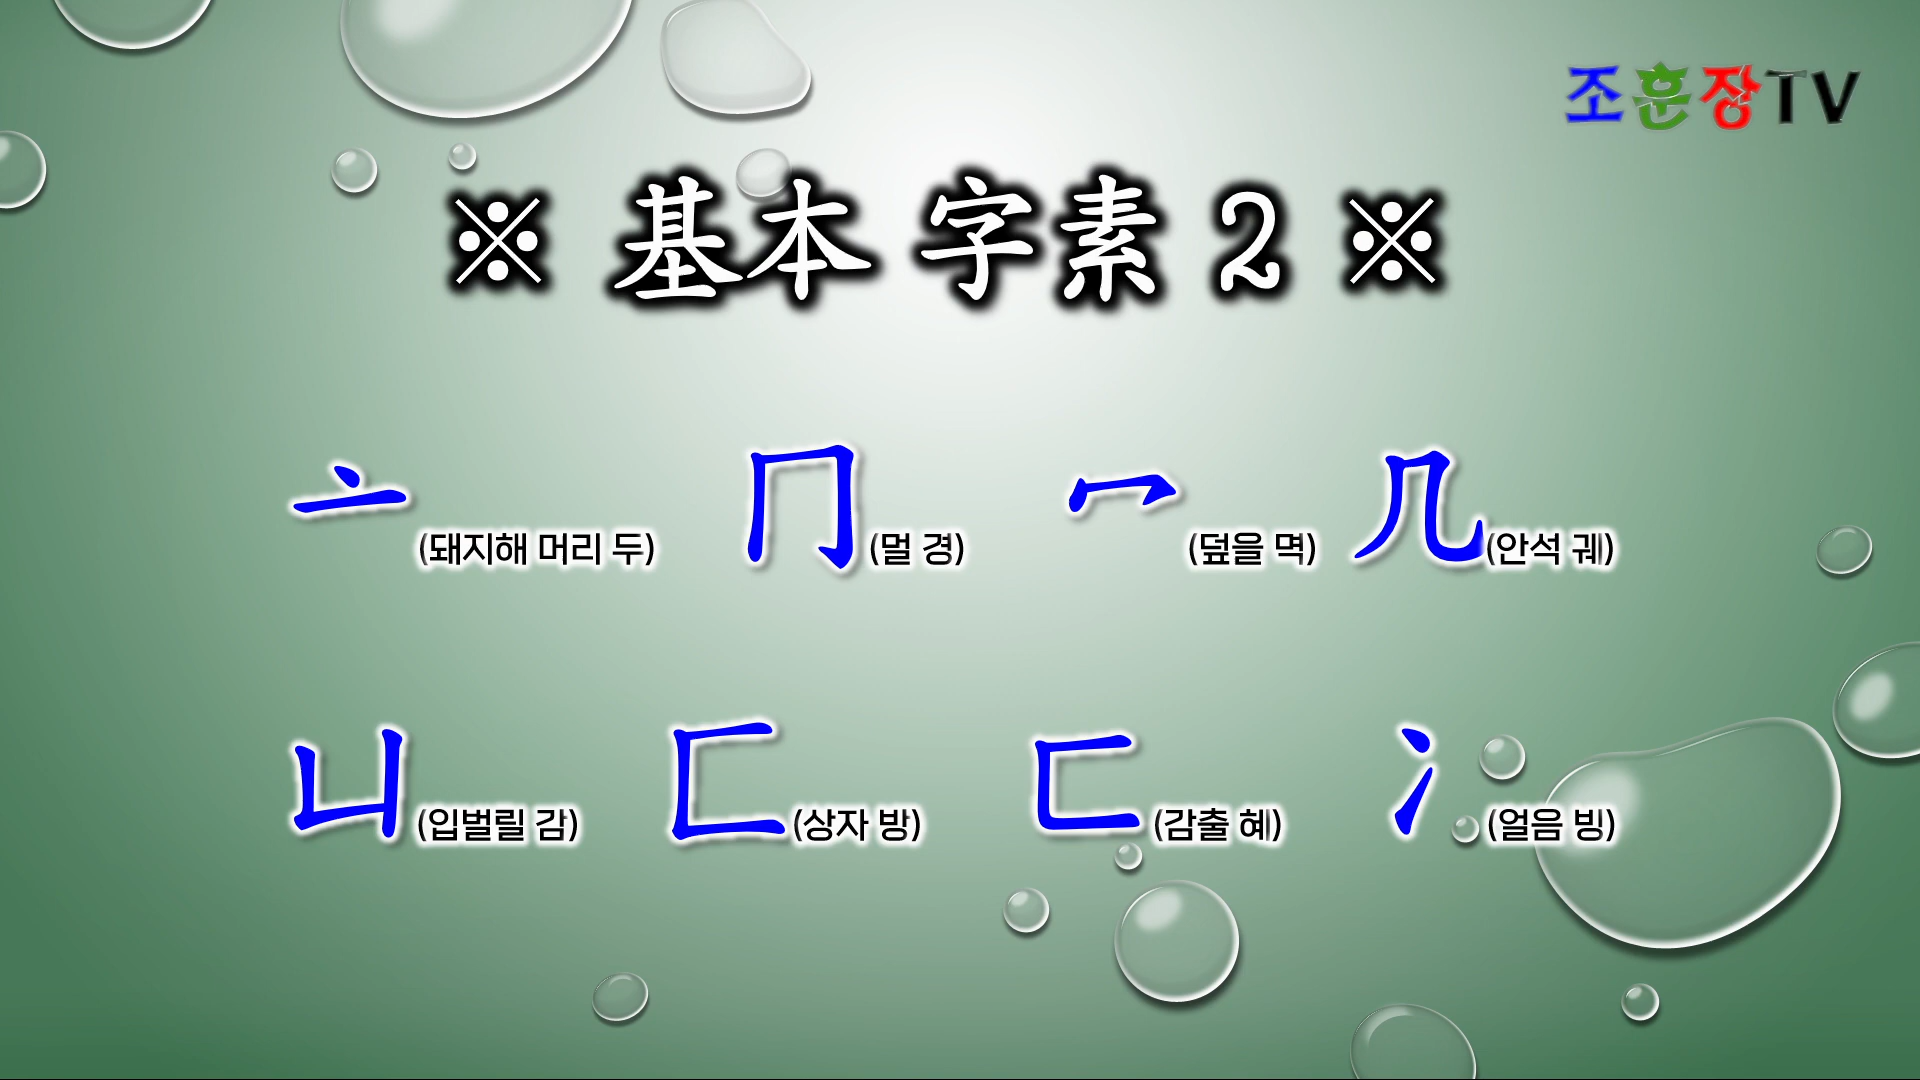 조훈장TV
※ 基本 字素 2 ※
亠(돼지해 머리 두) 冂(멀 경) 冖(덮을 멱) 几(안석 궤)
凵(입벌릴 감) 匚(상자 방) 匸(감출 혜) 冫(얼음 빙)